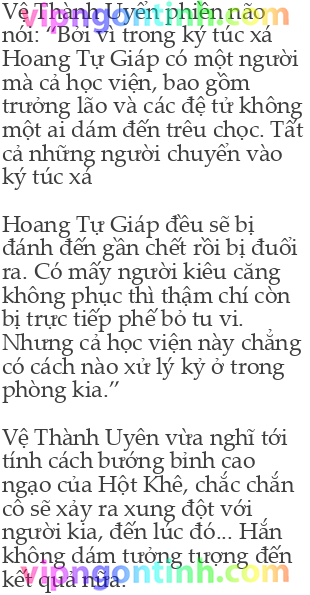 Vệ Thành Uyển phiền não
vipngontinh.com
nói: “Bởi vì trong ký túc xá
Hoang Tự Giáp có một người
mà cả học viện, bao gồm
trưởng lão và các đệ tử không
một ai dám đến trêu chọc. Tất
cả những người chuyển vào
ký túc xá
Hoang Tự Giáp đều sẽ bị
đánh đến gần chết rồi bị đuổi
ra. Có mấy người kiêu căng
không phục thì thậm chí còn
bị trực tiếp phế bỏ tu vi.
Nhưng cả học viện này chẳng
có cách nào xử lý kỷ ở trong
phòng kia.”
Vệ Thành Uyên vừa nghĩ tới
tính cách bướng bỉnh cao
ngạo của Hột Khê, chắc chắn
cô sẽ xảy ra xung đột với
người kia, đến lúc đó... Hắn
không dám tưởng tượng đến
kết quả nữa.
vipngontinh.com